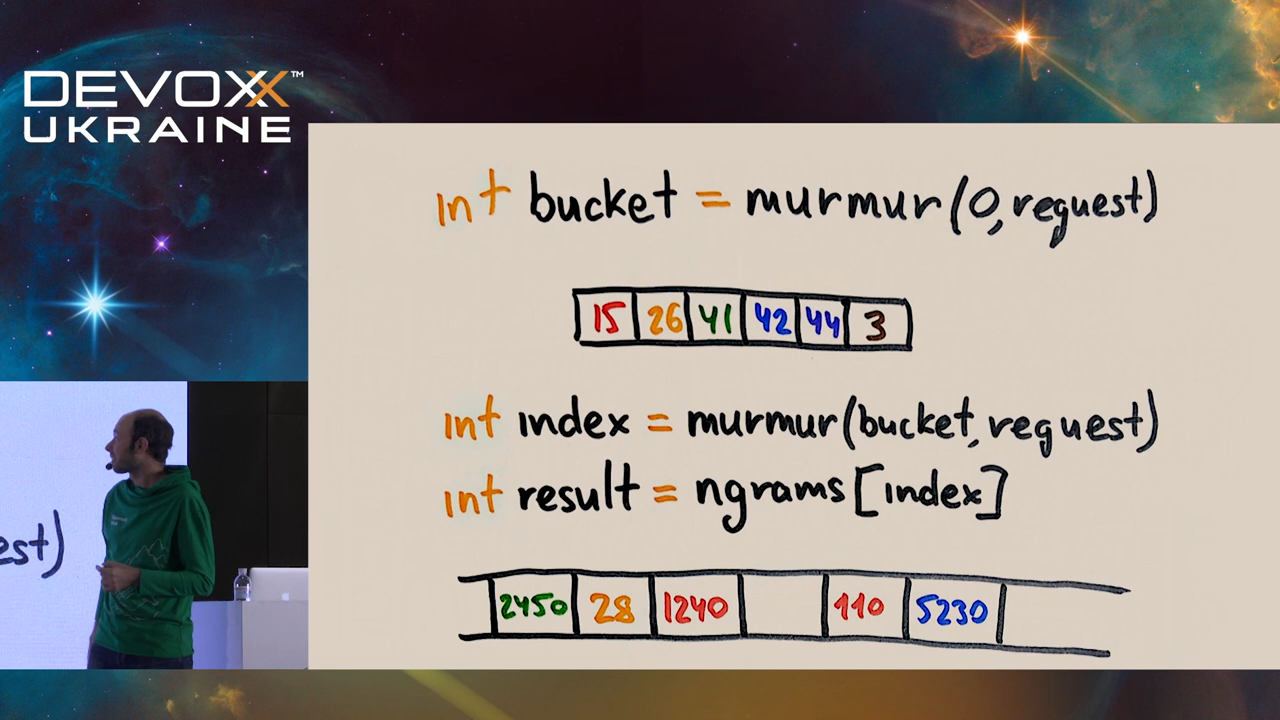 DEVOXX™
UKRAINE
int bucket = murmur(0, request)
15 26 41 42 44 3
int index = murmur(bucket, request)
int result = ngrams[index]
2450 28 1240 110 5230
est)